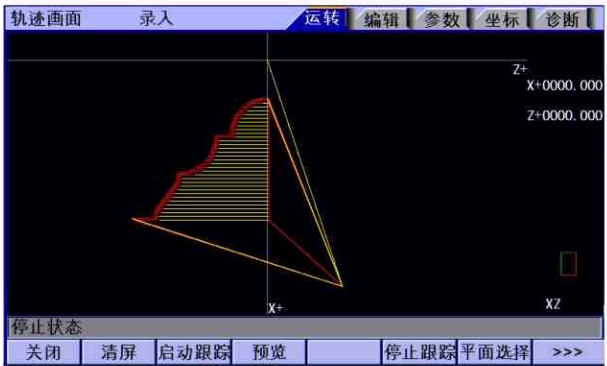 轨迹画面 录入 运转 编辑 参数 坐标 诊断
Z+
X+0000.000
Z+0000.000
X+
XZ
停止状态
关闭 清屏 启动跟踪 预览 停止跟踪 平面选择 >>>